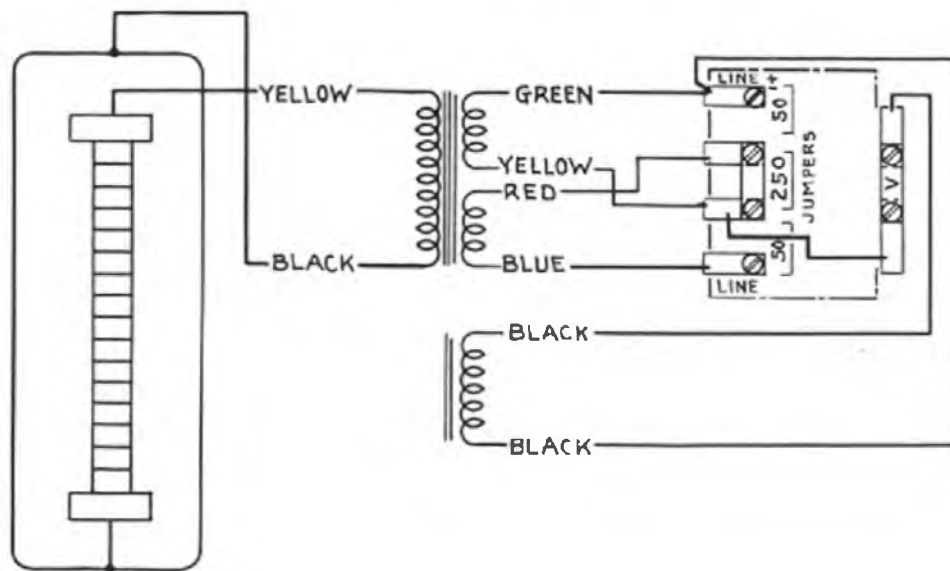 YELLOW
BLACK
GREEN
YELLOW
RED
BLUE
BLACK
BLACK
LINE
50
250
50
JUMPERS
LINE
V